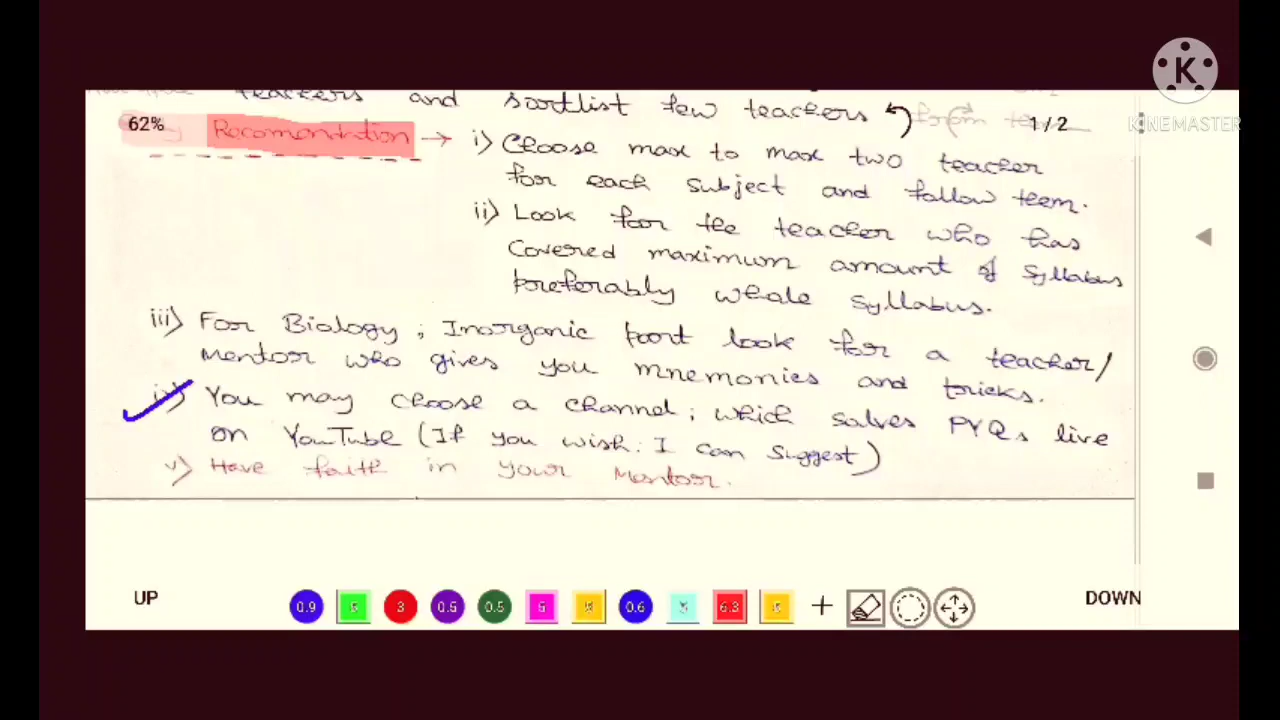 teachers and sortlist few teachers
62% Recomendation → i) Choose max to max two teacher 1/2
KINEMASTER
for each subject and follow teem.
ii) Look for the teacher who has
Covered maximum amount of Syllabus
preferably whole Syllabus.
iii) For Biology; Inorganic part look for a teacher/
Mentor who gives you mnemonies and tricks.
iv) You may choose a channel; which solves PYQs live
on YouTube (If you wish: I can Suggest)
v) Have faith in your Mentor.
UP 0.9 5 3 0.5 0.5 5 0.6 6.3 + DOWN